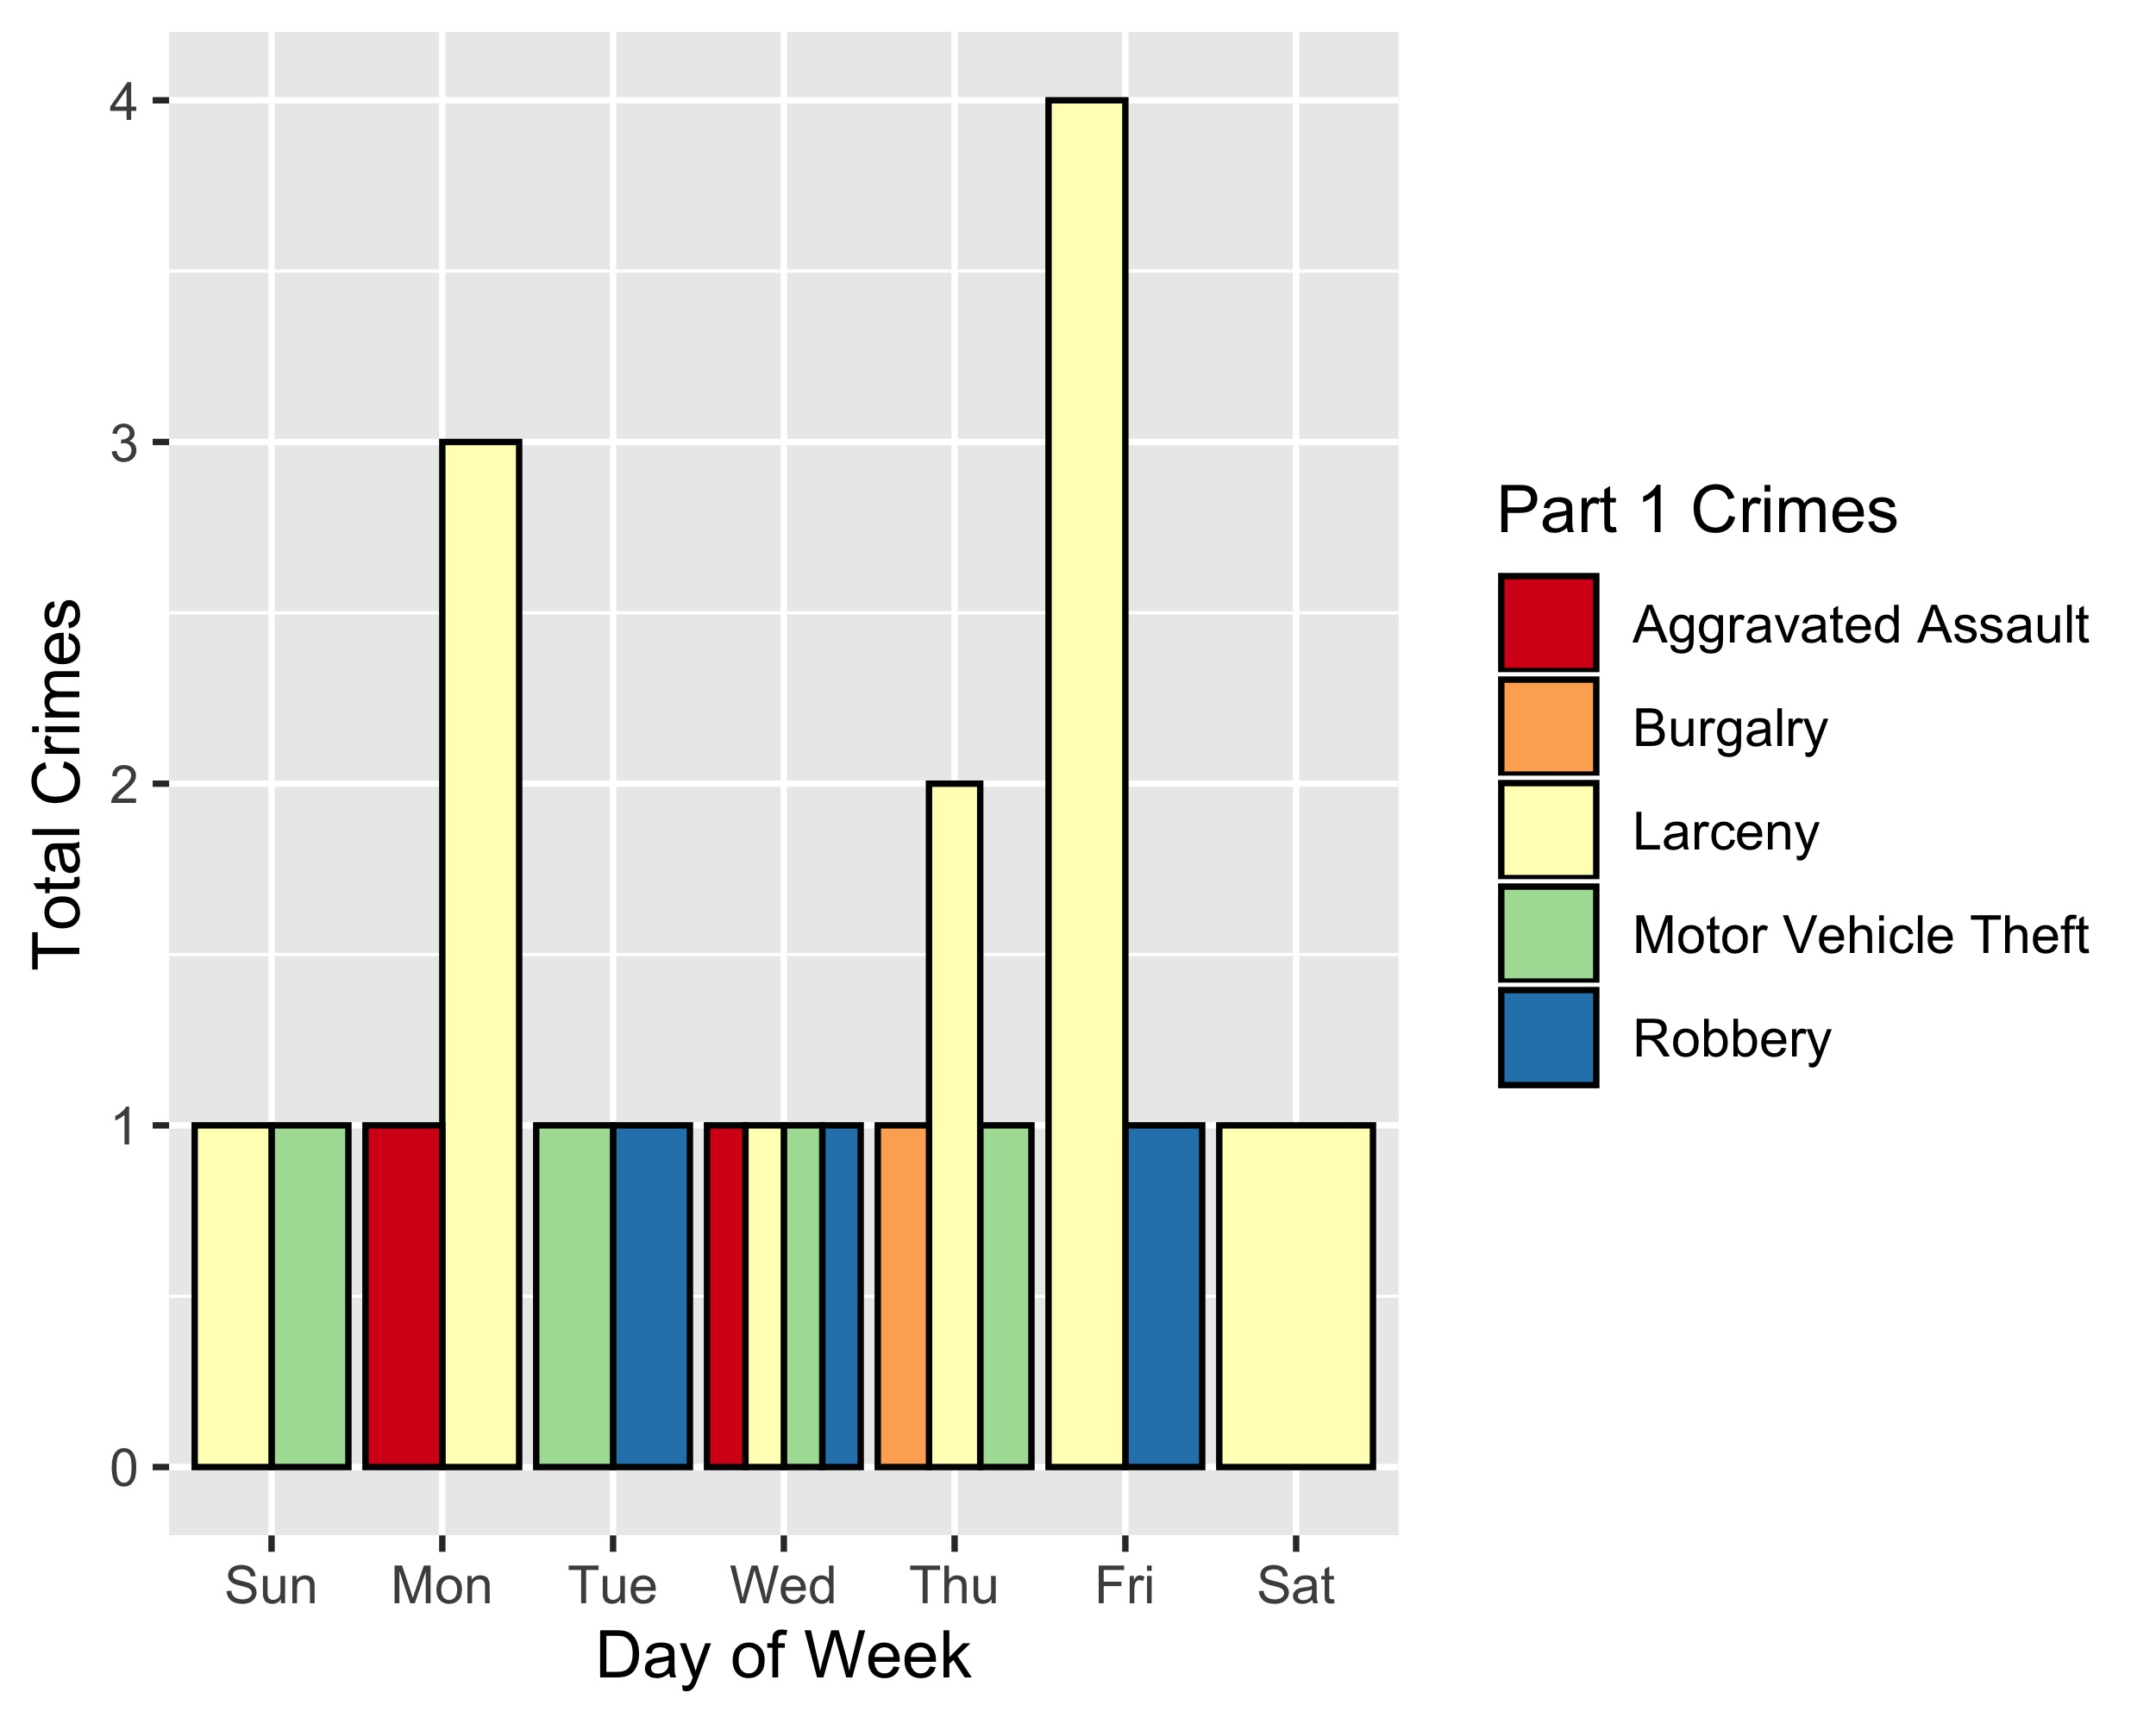 4
3
2
1
0
Total Crimes
Sun Mon Tue Wed Thu Fri Sat
Day of Week
Part 1 Crimes
Aggravated Assault
Burgalry
Larceny
Motor Vehicle Theft
Robbery